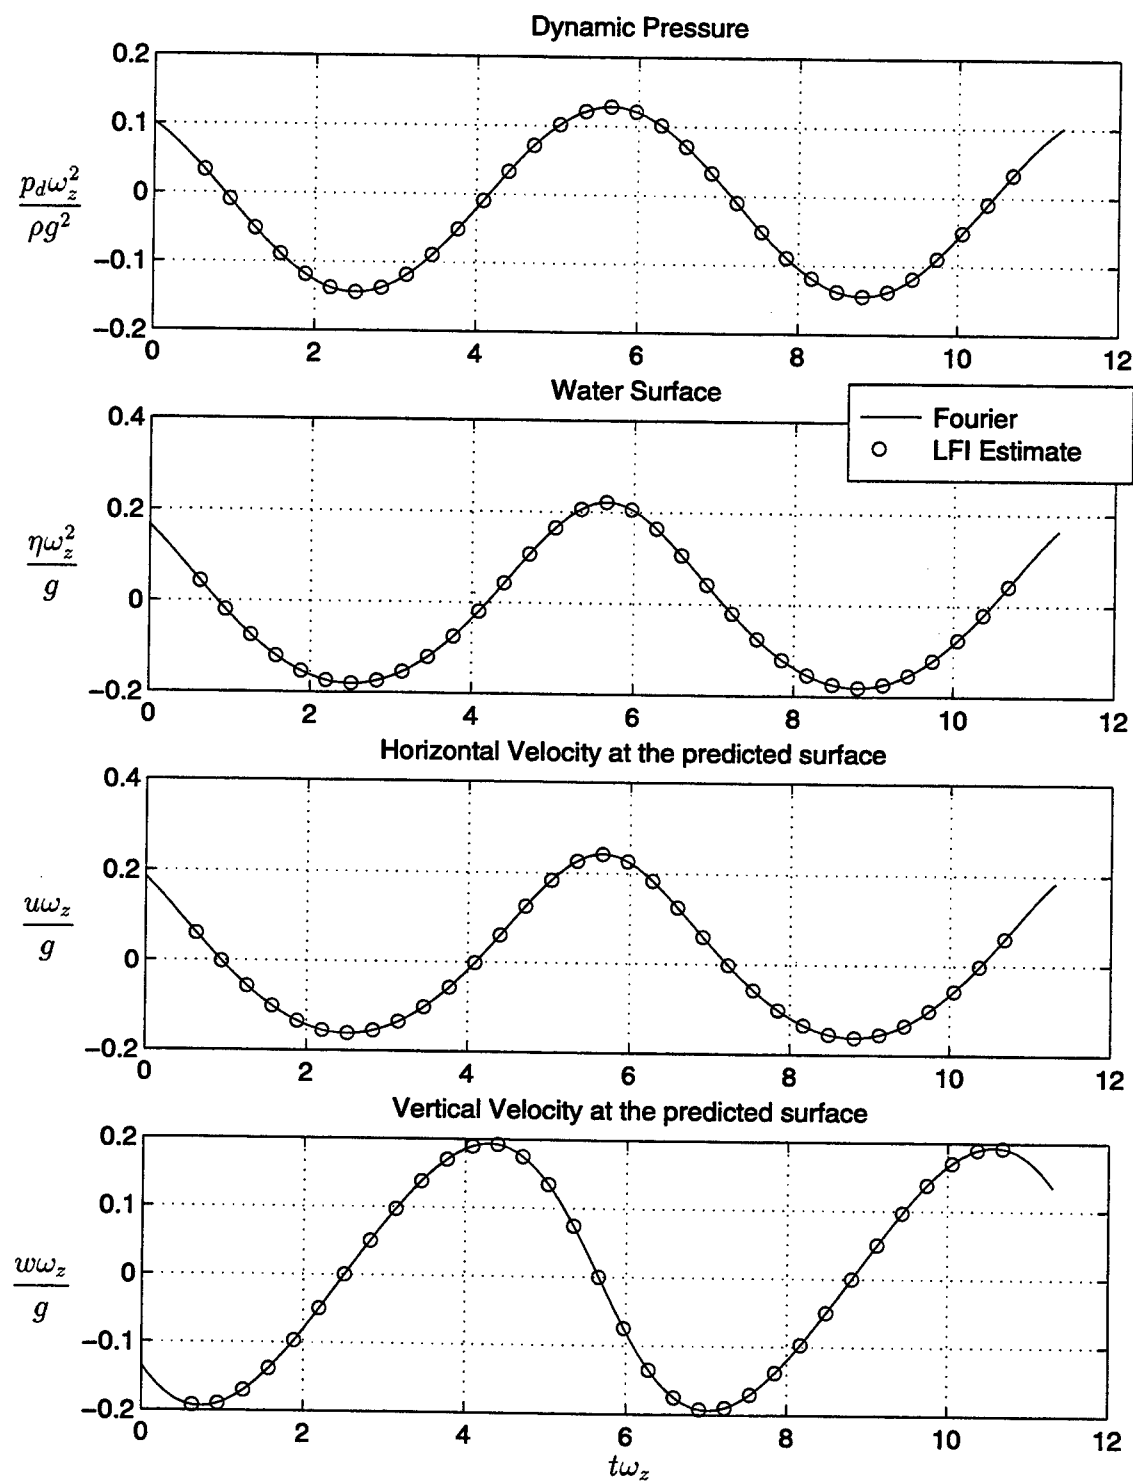 Dynamic Pressure
0.2
0.1
0
−0.1
−0.2
p_d ω_z^2 / ρg^2
0 2 4 6 8 10 12
Water Surface
Fourier
LFI Estimate
0.4
0.2
0
−0.2
ηω_z^2 / g
0 2 4 6 8 10 12
Horizontal Velocity at the predicted surface
0.4
0.2
0
−0.2
uω_z / g
0 2 4 6 8 10 12
Vertical Velocity at the predicted surface
0.2
0.1
0
−0.1
−0.2
wω_z / g
0 2 4 6 8 10 12
tω_z